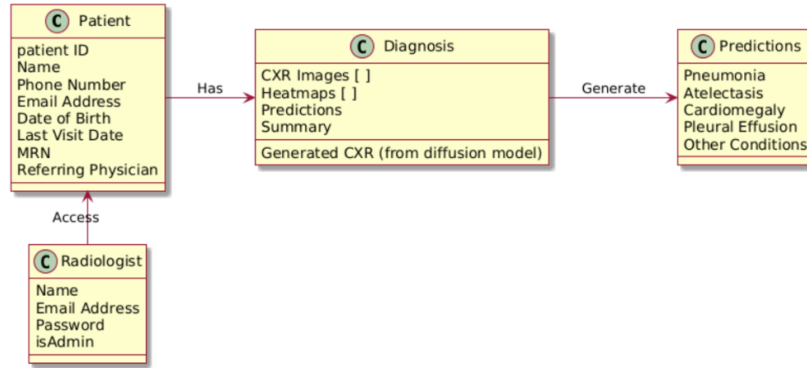 C Patient
patient ID
Name
Phone Number
Email Address
Date of Birth
Last Visit Date
MRN
Referring Physician
Has
C Diagnosis
CXR Images [ ]
Heatmaps [ ]
Predictions
Summary
Generated CXR (from diffusion model)
Generate
C Predictions
Pneumonia
Atelectasis
Cardiomegaly
Pleural Effusion
Other Conditions
Access
C Radiologist
Name
Email Address
Password
isAdmin